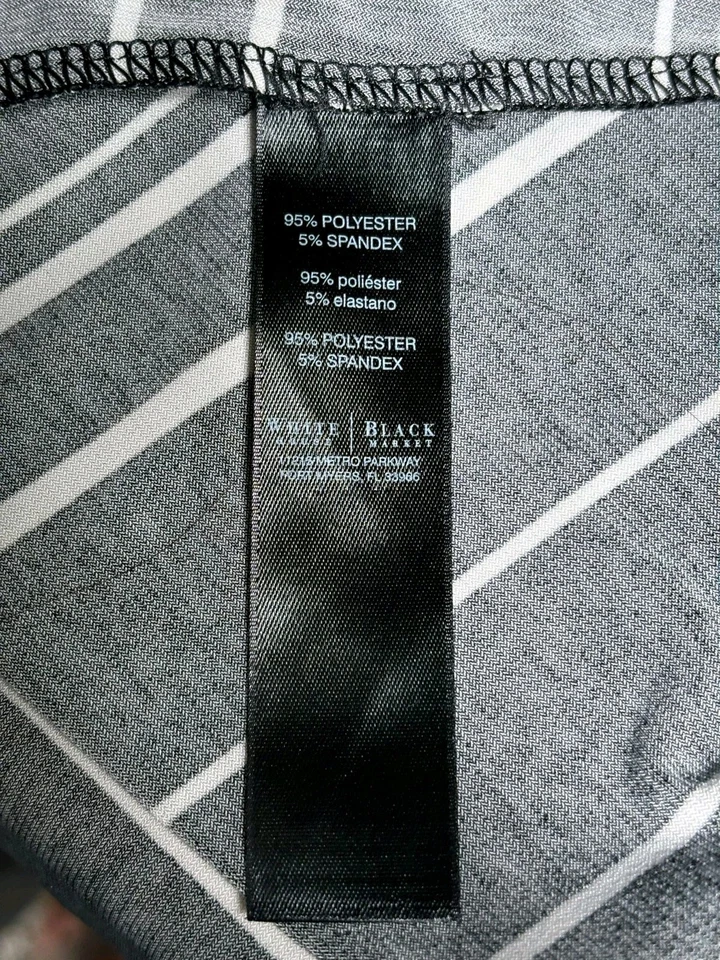 95% POLYESTER
5% SPANDEX
95% poliéster
5% elastano
95% POLYESTER
5% SPANDEX
WHITE | BLACK
HOUSE MARKET
11215 METRO PARKWAY
FORT MYERS, FL 33966